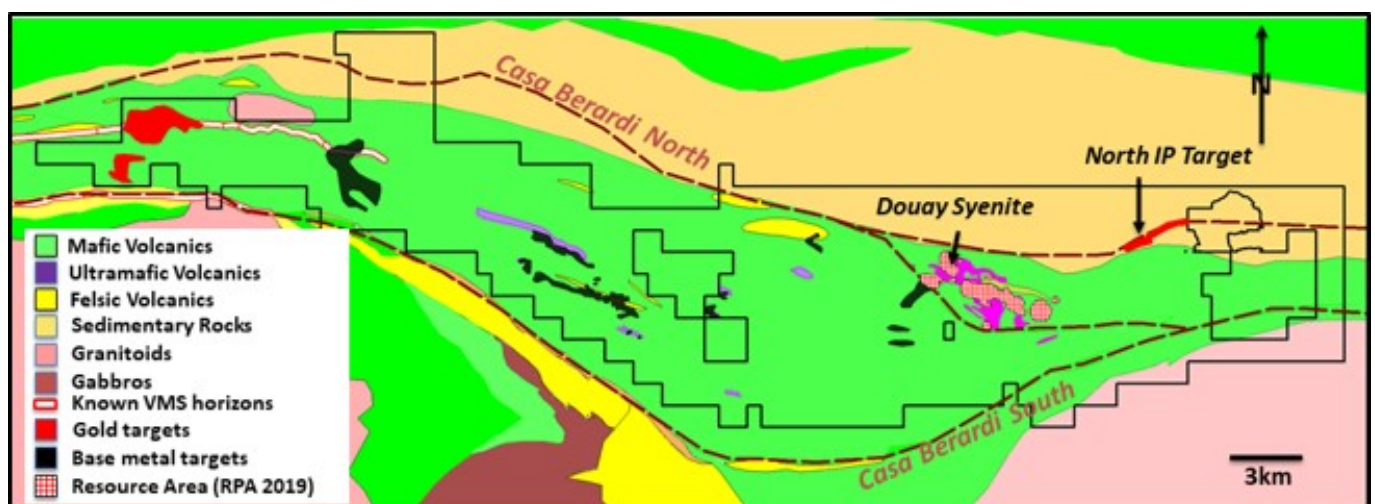 Casa Berardi North
N
North IP Target
Douay Syenite
Mafic Volcanics
Ultramafic Volcanics
Felsic Volcanics
Sedimentary Rocks
Granitoids
Gabbros
Known VMS horizons
Gold targets
Base metal targets
Resource Area (RPA 2019)
Casa Berardi South
3km